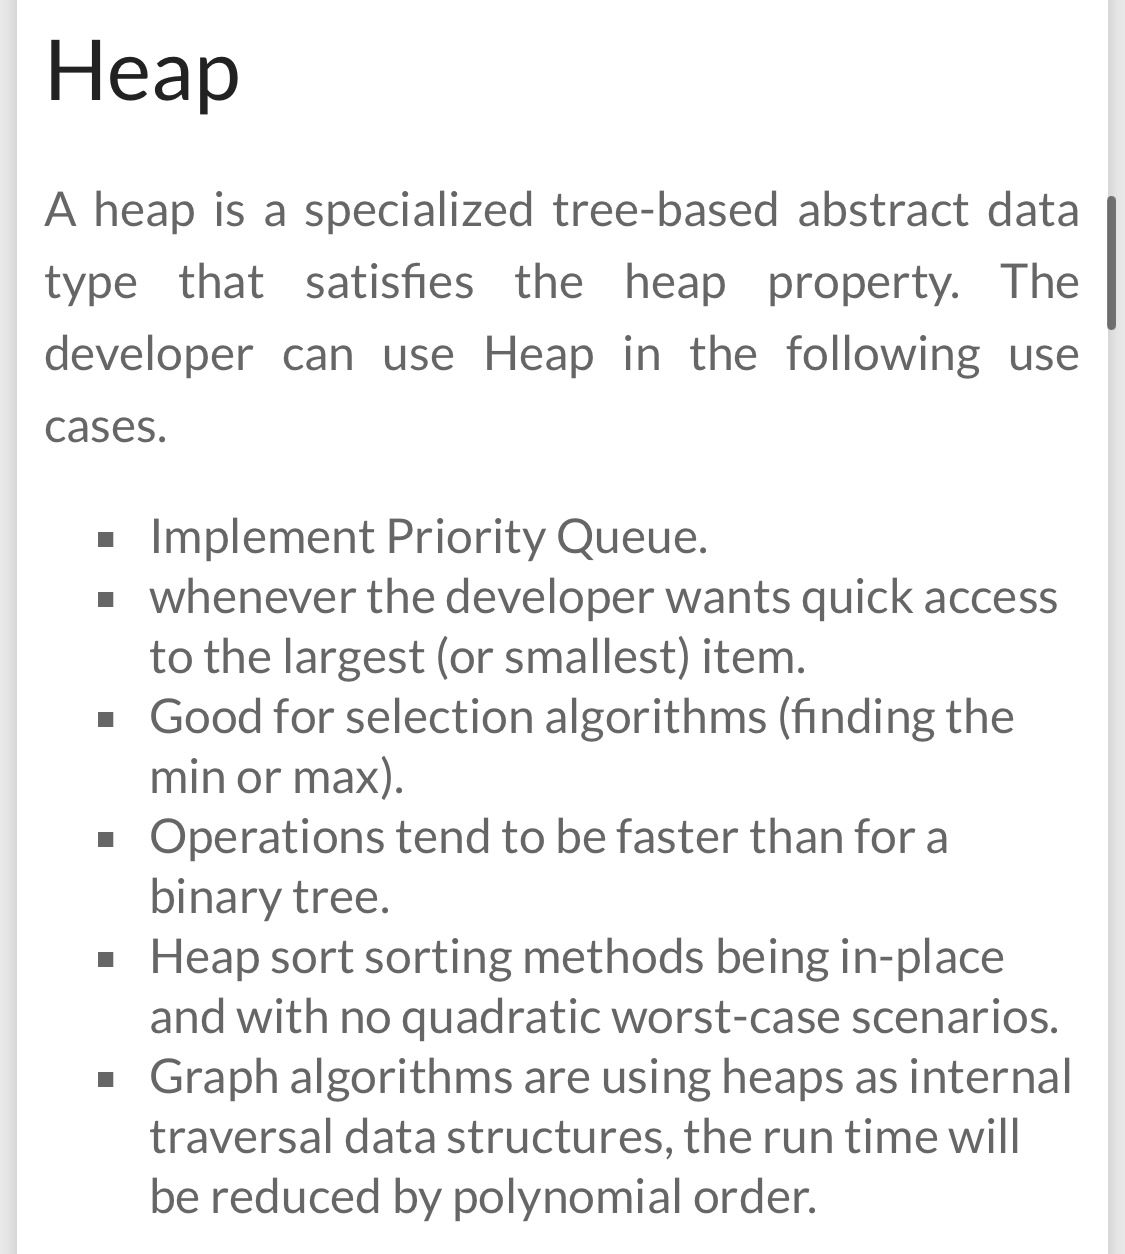 Heap
A heap is a specialized tree-based abstract data
type that satisfies the heap property. The
developer can use Heap in the following use
cases.
▪ Implement Priority Queue.
▪ whenever the developer wants quick access
to the largest (or smallest) item.
▪ Good for selection algorithms (finding the
min or max).
▪ Operations tend to be faster than for a
binary tree.
▪ Heap sort sorting methods being in-place
and with no quadratic worst-case scenarios.
▪ Graph algorithms are using heaps as internal
traversal data structures, the run time will
be reduced by polynomial order.